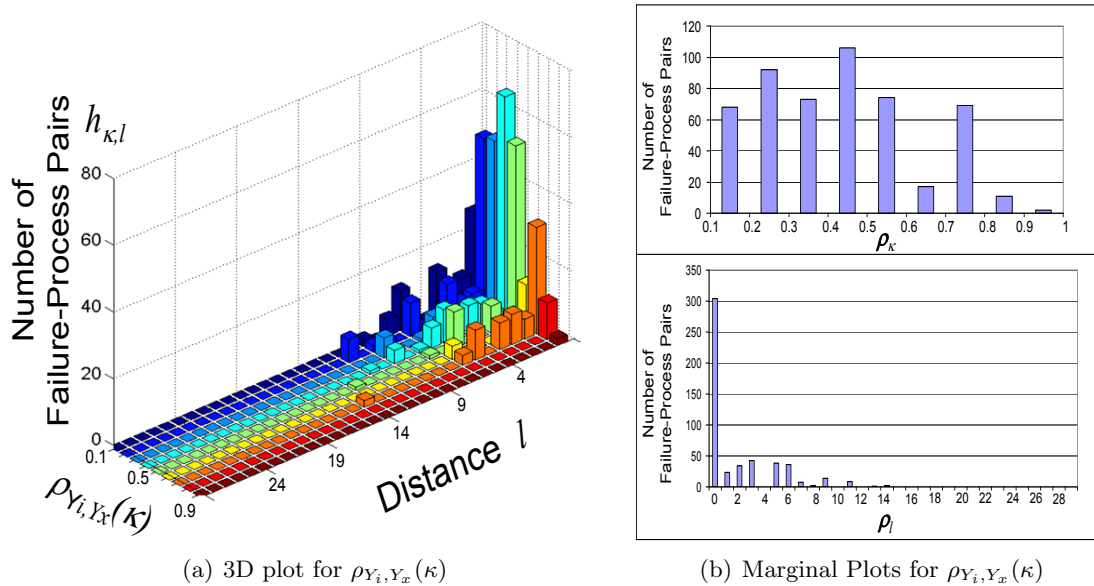 Number of
Failure-Process Pairs
h_{κ,l}
80
60
40
20
0
0.1
0.5
0.9
ρ_{Y_i,Y_x}(κ)
24
19
14
9
4
Distance l
(a) 3D plot for ρ_{Y_i,Y_x}(κ)
Number of
Failure-Process Pairs
120
100
80
60
40
20
0
0.1 0.2 0.3 0.4 0.5 0.6 0.7 0.8 0.9 1
ρ_κ
Number of
Failure-Process Pairs
350
300
250
200
150
100
50
0
0 2 4 6 8 10 12 14 16 18 20 22 24 26 28
ρ_l
(b) Marginal Plots for ρ_{Y_i,Y_x}(κ)